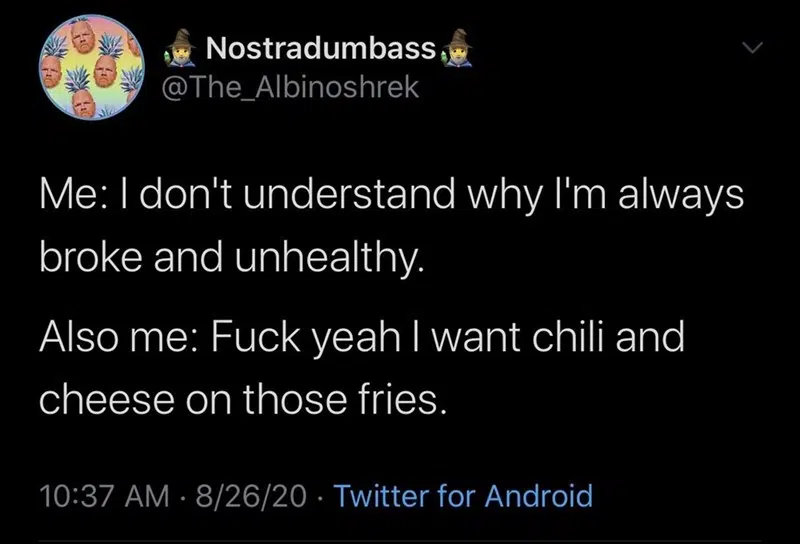 Nostradumbass
@The_Albinoshrek
Me: I don't understand why I'm always
broke and unhealthy.
Also me: Fuck yeah I want chili and
cheese on those fries.
10:37 AM · 8/26/20 · Twitter for Android